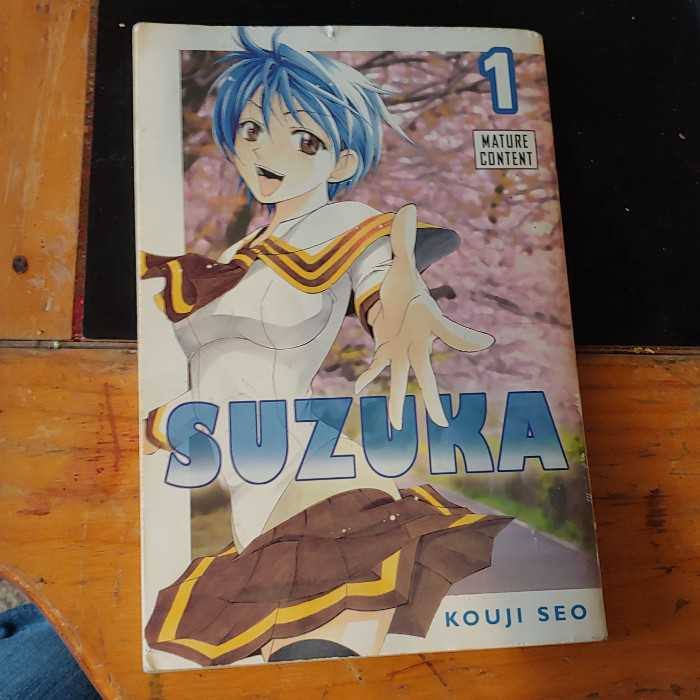 1
MATURE
CONTENT
SUZUKA
KOUJI SEO